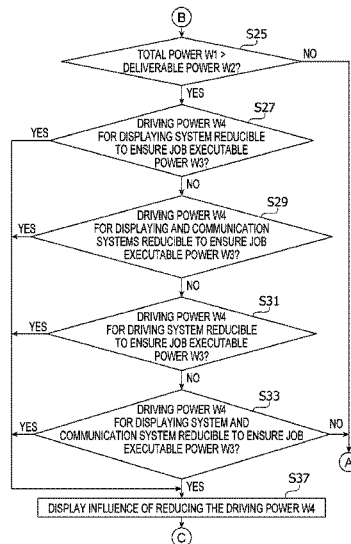 B
S25
TOTAL POWER W1 >
DELIVERABLE POWER W2?
NO
YES
S27
DRIVING POWER W4
FOR DISPLAYING SYSTEM REDUCIBLE
TO ENSURE JOB EXECUTABLE
POWER W3?
YES
NO
S29
DRIVING POWER W4
FOR DISPLAYING AND COMMUNICATION
SYSTEMS REDUCIBLE TO ENSURE JOB
EXECUTABLE POWER W3?
YES
NO
S31
DRIVING POWER W4
FOR DRIVING SYSTEM REDUCIBLE
TO ENSURE JOB EXECUTABLE
POWER W3?
YES
NO
S33
DRIVING POWER W4
FOR DISPLAYING SYSTEM AND
COMMUNICATION SYSTEM REDUCIBLE TO ENSURE JOB
EXECUTABLE POWER W3?
YES
NO
A
YES
S37
DISPLAY INFLUENCE OF REDUCING THE DRIVING POWER W4
C